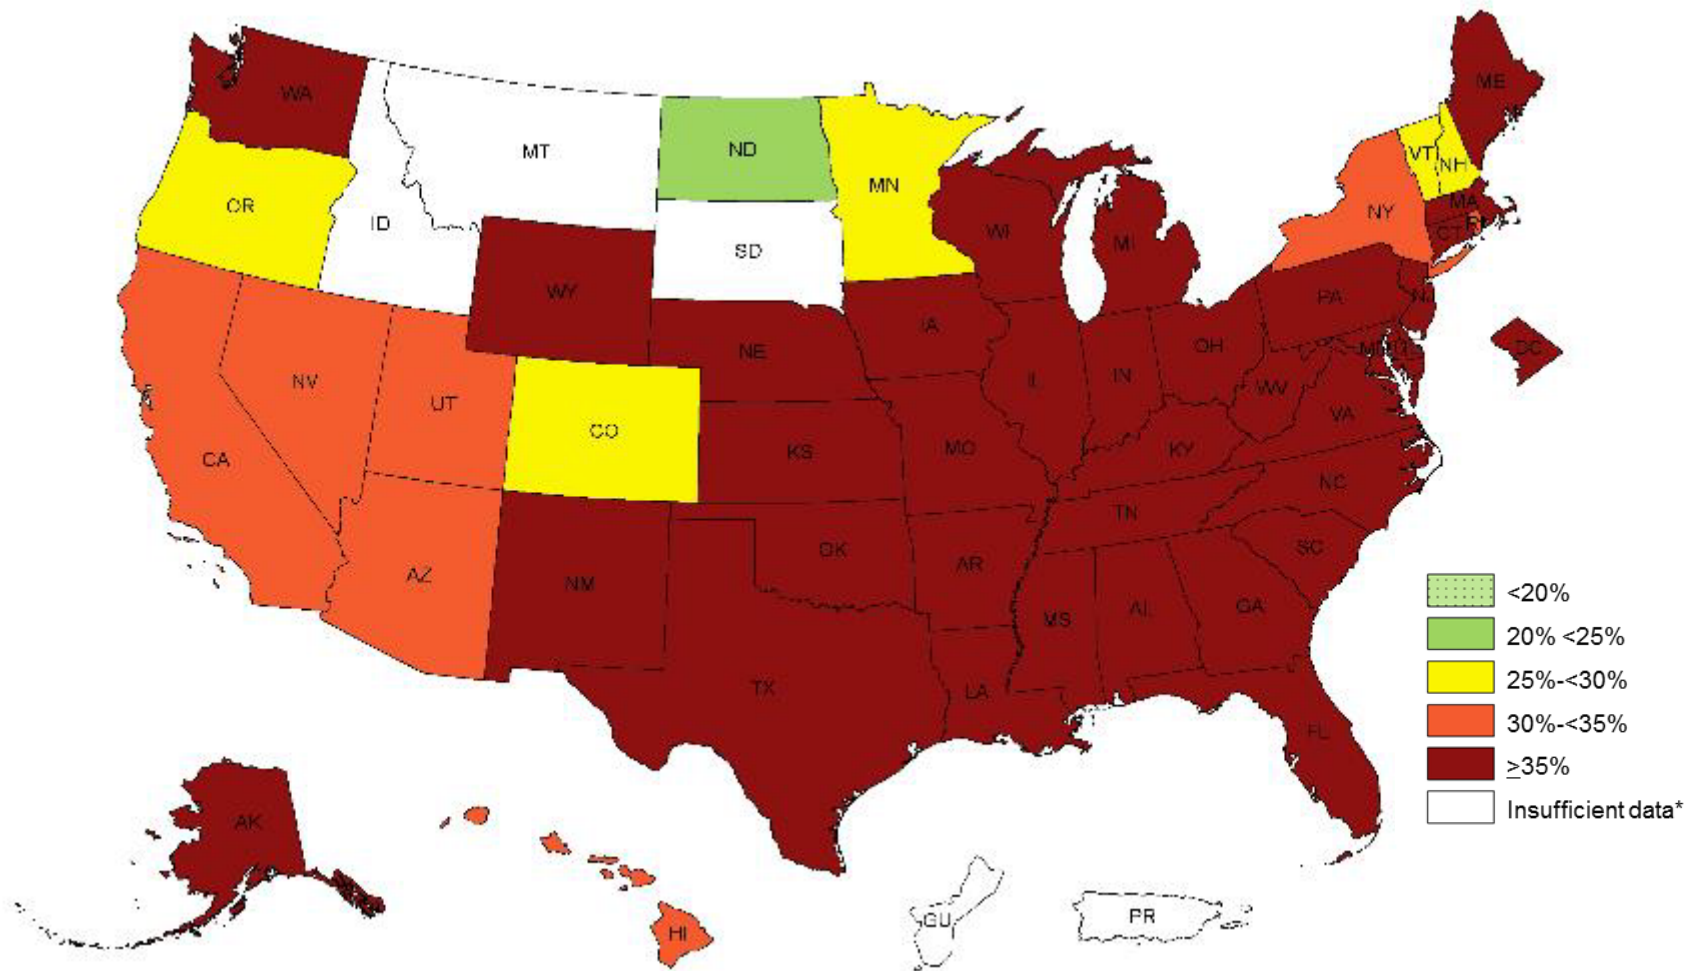 ME
WA
MT
ND
VT
NH
MN
OR
MA
NY
RI
ID
CT
WI
MI
SD
WY
PA
NJ
IA
OH
DC
NE
IN
NV
IL
WV
UT
VA
CO
MO
KY
KS
CA
NC
TN
SC
OK
AR
AZ
NM
GA
AL
MS
TX
LA
FL
AK
HI
GU
PR
<20%
20% <25%
25%-<30%
30%-<35%
≥35%
Insufficient data*